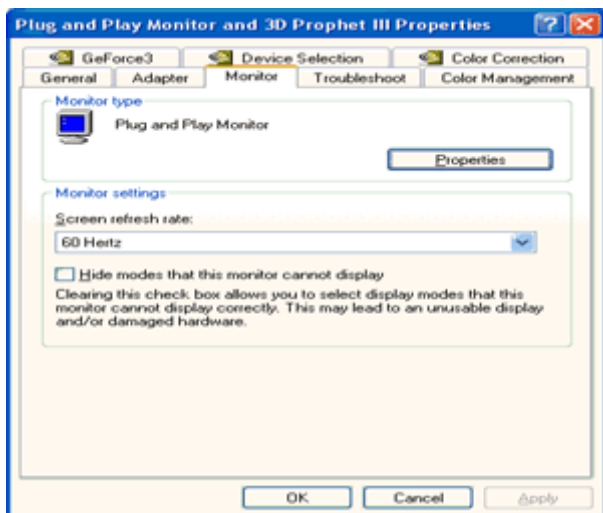 Plug and Play Monitor and 3D Prophet III Properties
GeForce3 Device Selection Color Correction
General Adapter Monitor Troubleshoot Color Management
Monitor type
Plug and Play Monitor
Properties
Monitor settings
Screen refresh rate:
60 Hertz
Hide modes that this monitor cannot display
Clearing this check box allows you to select display modes that this
monitor cannot display correctly. This may lead to an unusable display
and/or damaged hardware.
OK Cancel Apply